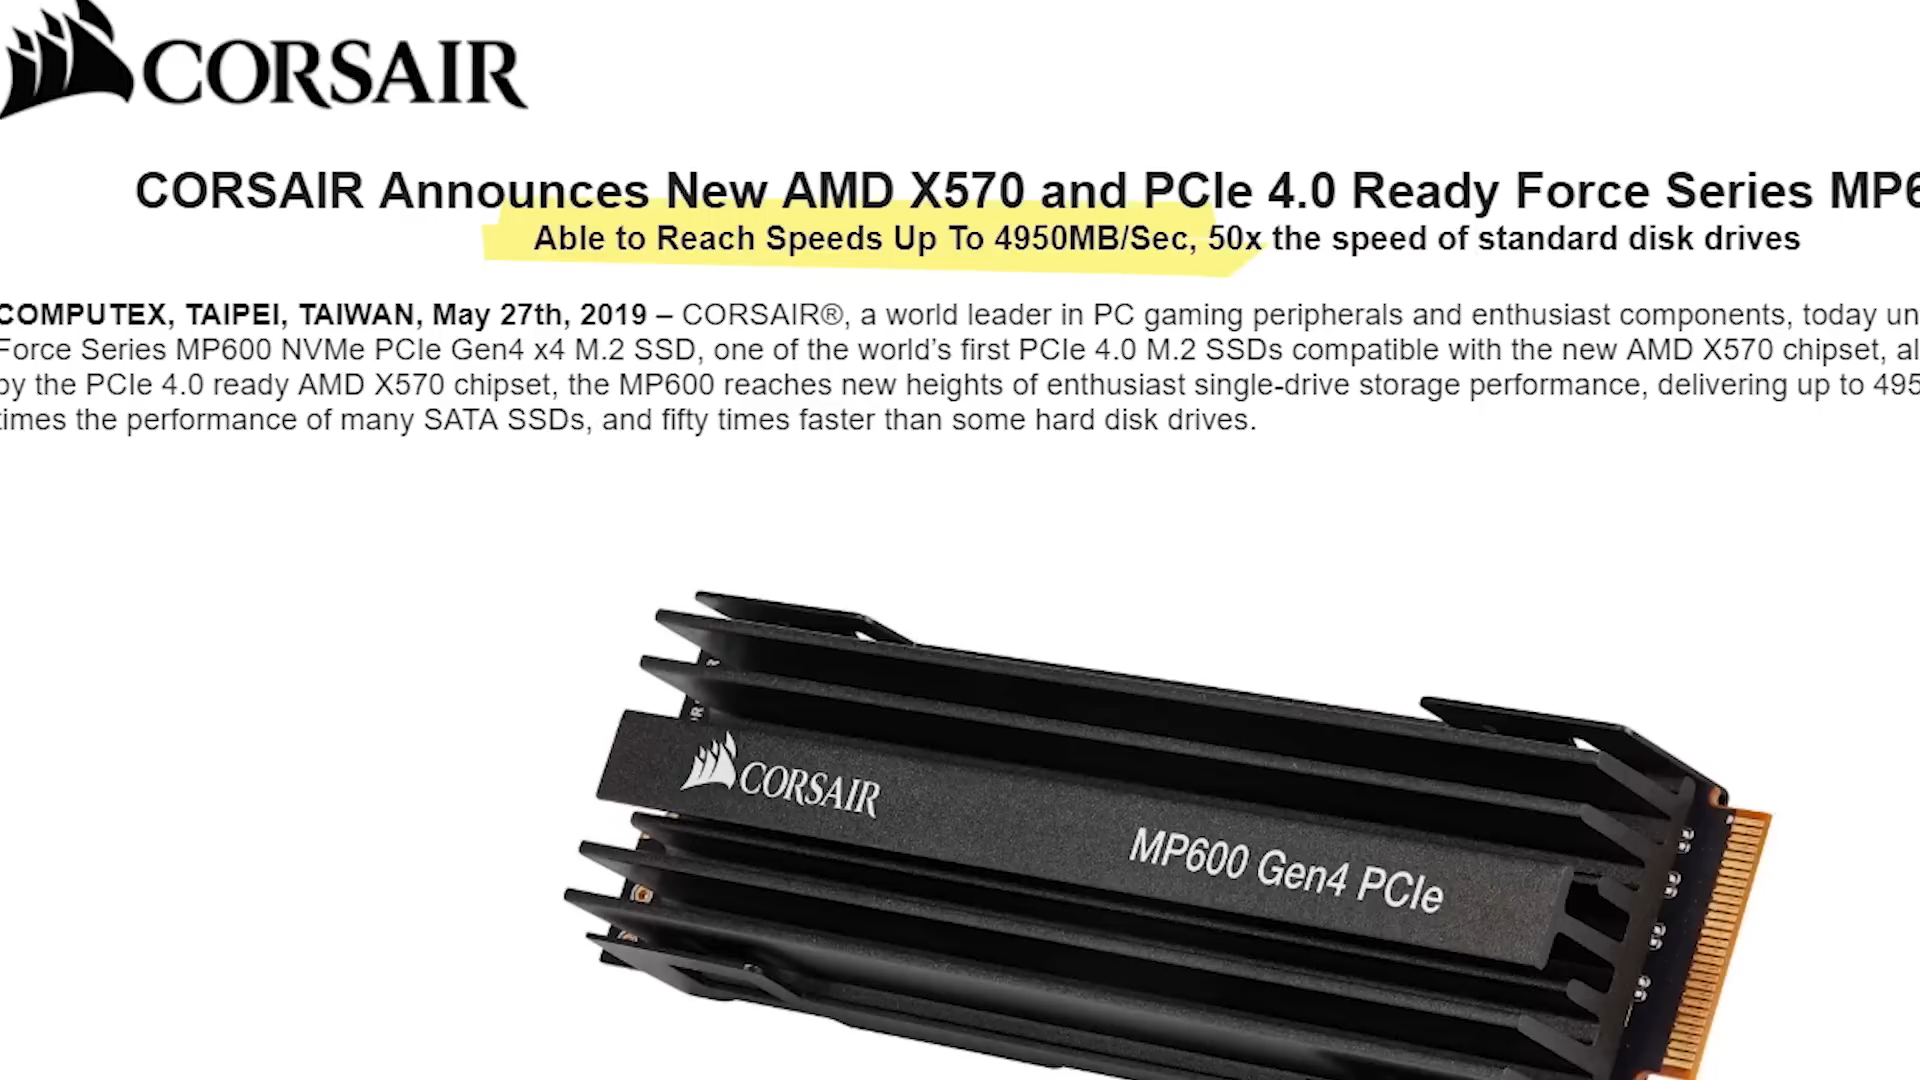 CORSAIR
CORSAIR Announces New AMD X570 and PCIe 4.0 Ready Force Series
Able to Reach Speeds Up To 4950MB/Sec, 50x the speed of standard disk drives
COMPUTEX, TAIPEI, TAIWAN, May 27th, 2019 – CORSAIR®, a world leader in PC gaming peripherals and enthusiast components, today
Force Series MP600 NVMe PCIe Gen4 x4 M.2 SSD, one of the world’s first PCIe 4.0 M.2 SSDs compatible with the new AMD X570 chipset,
by the PCIe 4.0 ready AMD X570 chipset, the MP600 reaches new heights of enthusiast single-drive storage performance, delivering up to
times the performance of many SATA SSDs, and fifty times faster than some hard disk drives.
CORSAIR
MP600 Gen4 PCIe